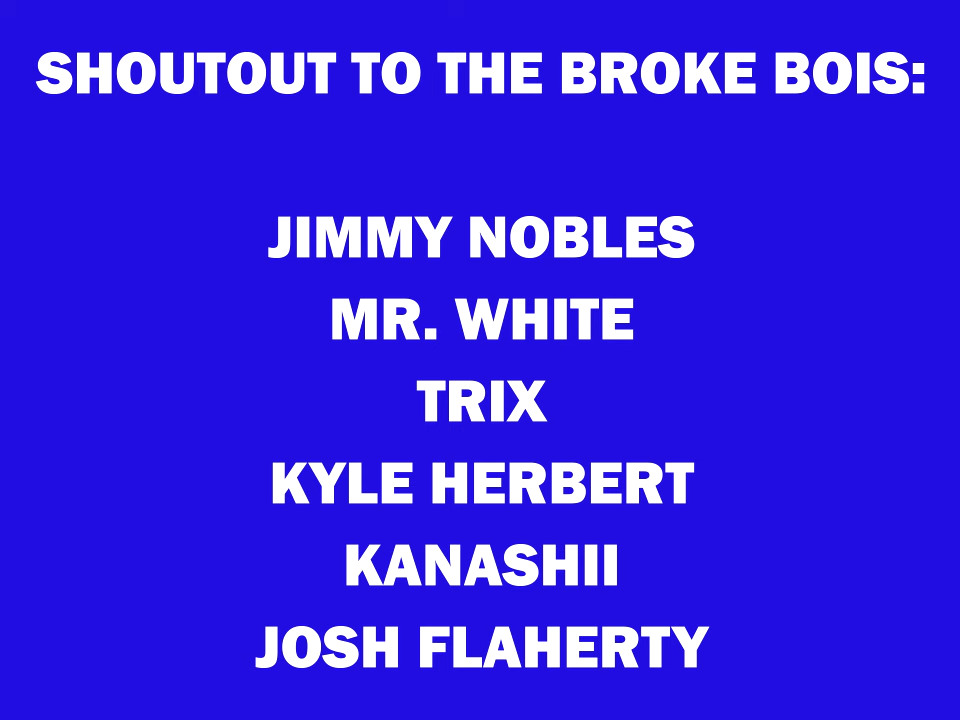 SHOUTOUT TO THE BROKE BOIS:
JIMMY NOBLES
MR. WHITE
TRIX
KYLE HERBERT
KANASHII
JOSH FLAHERTY